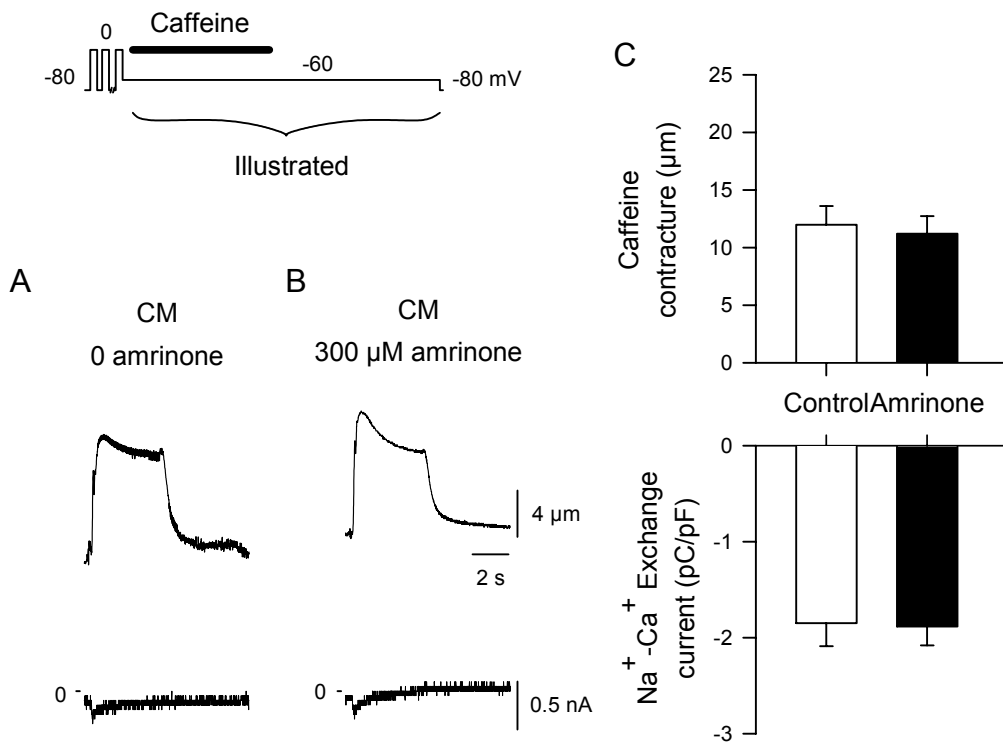 Caffeine
0
-80
-60
-80 mV
Illustrated
A
CM
0 amrinone
B
CM
300 µM amrinone
4 µm
2 s
0
0
0.5 nA
C
Caffeine
contracture (µm)
25
20
15
10
5
0
ControlAmrinone
Na+-Ca+ Exchange
current (pC/pF)
0
-1
-2
-3